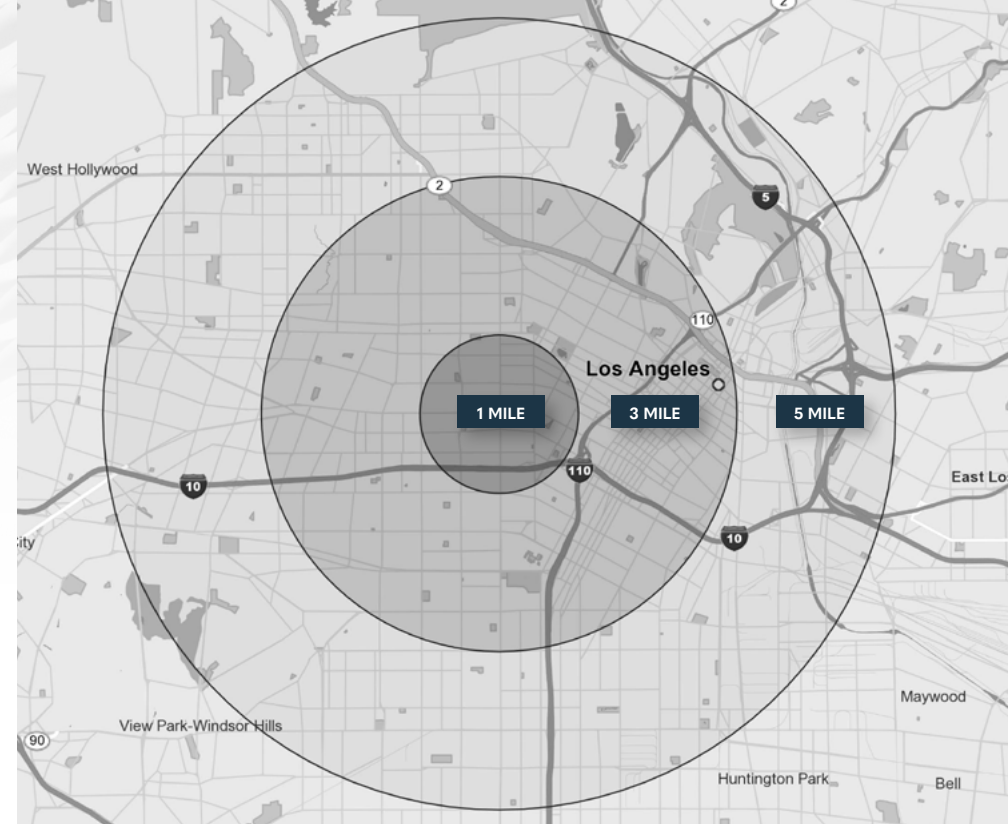 2
West Hollywood
2
5
110
Los Angeles
1 MILE
3 MILE
5 MILE
110
10
East Lo
10
ity
Maywood
View Park-Windsor Hills
90
Huntington Park
Bell